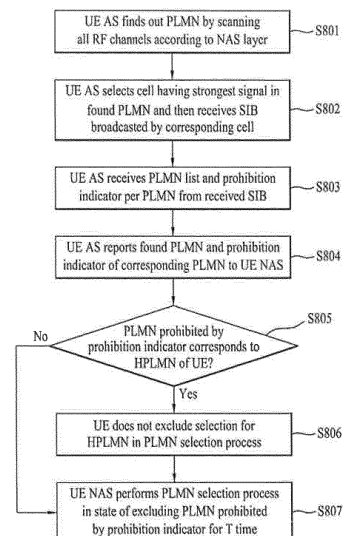 UE AS finds out PLMN by scanning
all RF channels according to NAS layer
S801
UE AS selects cell having strongest signal in
found PLMN and then receives SIB
broadcasted by corresponding cell
S802
UE AS receives PLMN list and prohibition
indicator per PLMN from received SIB
S803
UE AS reports found PLMN and prohibition
indicator of corresponding PLMN to UE NAS
S804
S805
No
PLMN prohibited by
prohibition indicator corresponds to
HPLMN of UE?
Yes
UE does not exclude selection for
HPLMN in PLMN selection process
S806
UE NAS performs PLMN selection process
in state of excluding PLMN prohibited
by prohibition indicator for T time
S807